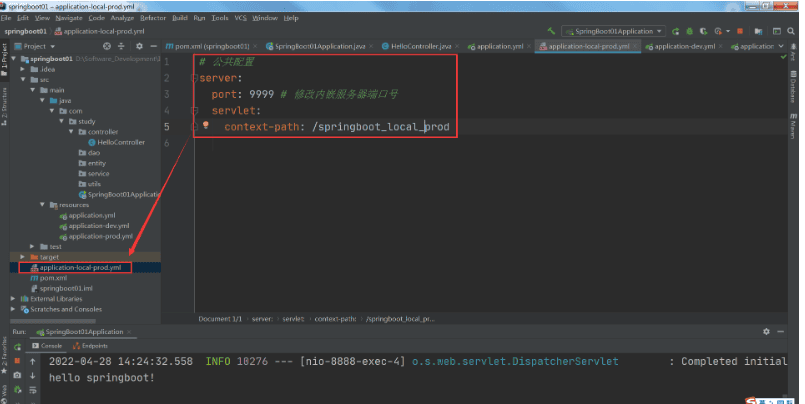 springboot01 - application-local-prod.yml
File Edit View Navigate Code Analyze Refactor Build Run Tools VCS Window Help
springboot01 application-local-prod.yml SpringBoot01Application
Project
pom.xml (springboot01) SpringBoot01Application.java HelloController.java application.yml application-local-prod.yml application-dev.yml application
springboot01 D:\Software_Development\I
.idea
src
main
java
com
study
controller
HelloController
dao
entity
service
utils
SpringBoot01Application
resources
application.yml
application-dev.yml
application-prod.yml
test
target
application-local-prod.yml
pom.xml
springboot01.iml
External Libraries
Scratches and Consoles
1 # 公共配置
2 server:
3 port: 9999 # 修改内嵌服务器端口号
4 servlet:
5 context-path: /springboot_local_prod
6
1: Project
2: Structure
Ant
Database
Maven
Document 1/1 server: servlet: context-path: /springboot_local_pr...
Run: SpringBoot01Application
Console Endpoints
2022-04-28 14:24:32.558 INFO 18276 --- [nio-8888-exec-4] o.s.web.servlet.DispatcherServlet : Completed initial
hello springboot!
2: Favorites
Web